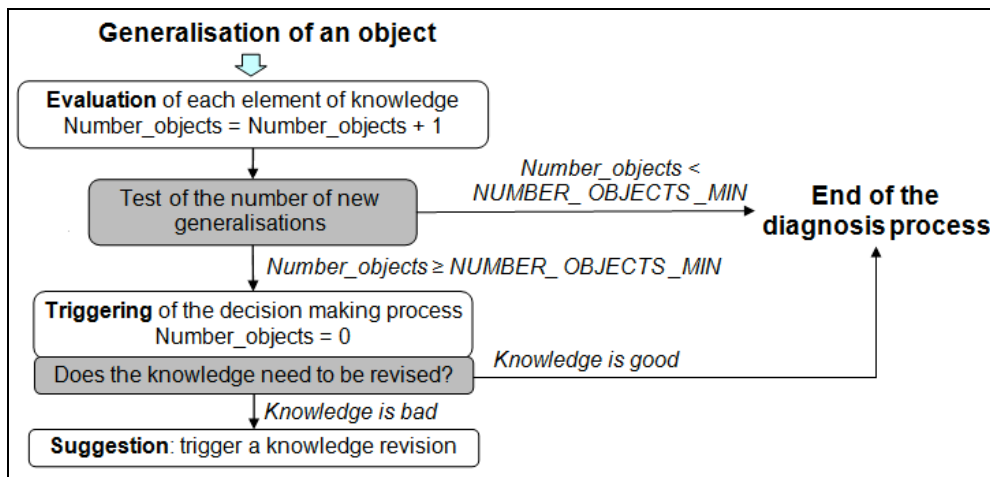 Generalisation of an object
Evaluation of each element of knowledge
Number_objects = Number_objects + 1
Test of the number of new
generalisations
Number_objects <
NUMBER_ OBJECTS _MIN
End of the
diagnosis process
Number_objects ≥ NUMBER_ OBJECTS _MIN
Triggering of the decision making process
Number_objects = 0
Does the knowledge need to be revised?
Knowledge is good
Knowledge is bad
Suggestion: trigger a knowledge revision